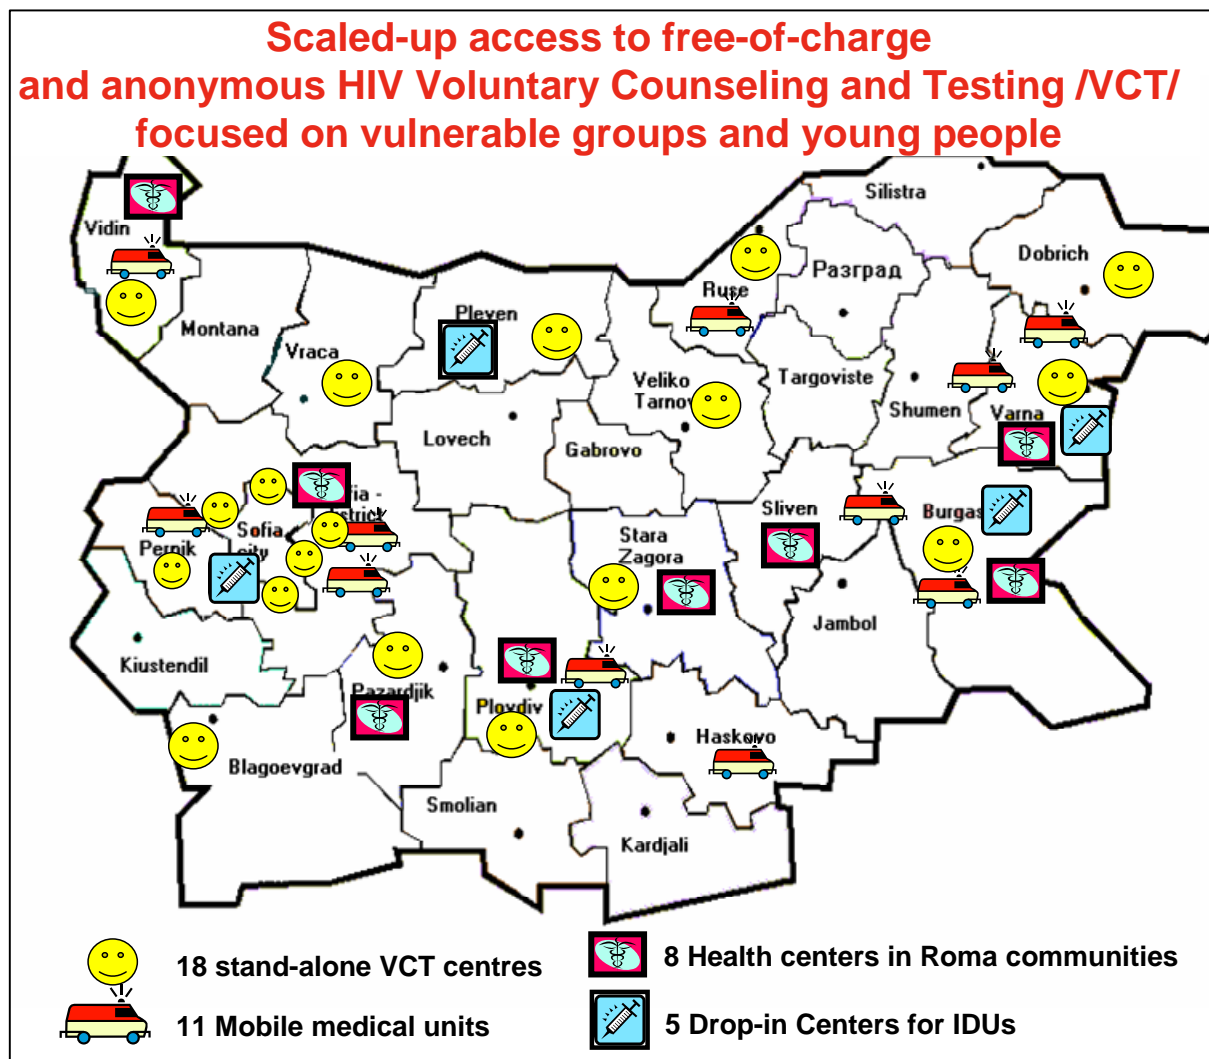 Scaled-up access to free-of-charge
and anonymous HIV Voluntary Counseling and Testing /VCT/
focused on vulnerable groups and young people
Silistra
Vidin
Dobrich
Разград
Ruse
Pleven
Montana
Vraca
Veliko
Tarnov
Targoviste
Shumen
Varna
Lovech
Gabrovo
Sofia
city
Pernik
Sliven
Burgas
Stara
Zagora
Jambol
Kiustendil
Pazardjik
Plovdiv
Haskovo
Blagoevgrad
Smolian
Kardjali
18 stand-alone VCT centres
8 Health centers in Roma communities
11 Mobile medical units
5 Drop-in Centers for IDUs